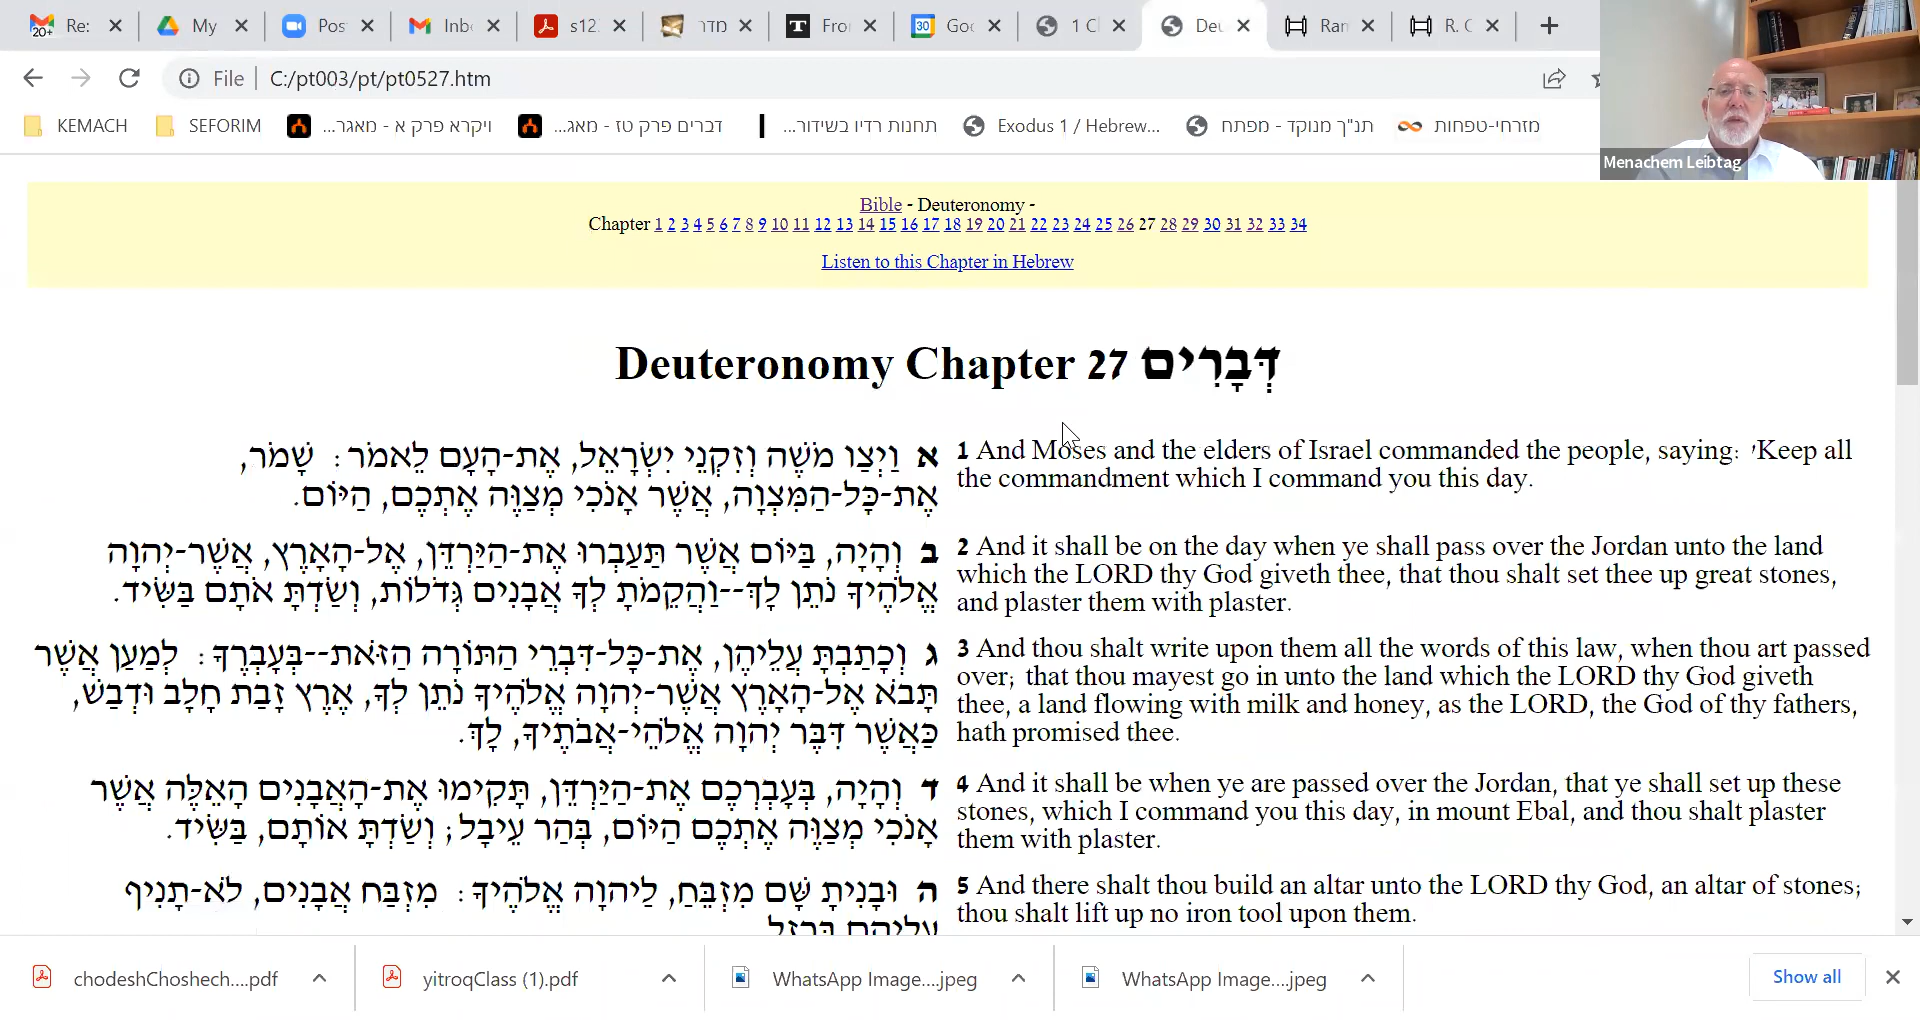 20+ Re: My Pos Inb s12. מדר Fror 30 Goo 1 C Deu Ran R. C
File C:/pt003/pt/pt0527.htm
KEMACH SEFORIM ויקרא פרק א - מאגר... דברים פרק טז - מאג... תחנות רדיו בשידור... Exodus 1 / Hebrew... תנ"ך מנוקד - מפתח מזרחי-טפחות
Menachem Leibtag
Bible - Deuteronomy -
Chapter 1 2 3 4 5 6 7 8 9 10 11 12 13 14 15 16 17 18 19 20 21 22 23 24 25 26 27 28 29 30 31 32 33 34
Listen to this Chapter in Hebrew
Deuteronomy Chapter 27 דְּבָרִים
א וַיְצַו מֹשֶׁה וְזִקְנֵי יִשְׂרָאֵל, אֶת-הָעָם לֵאמֹר: שָׁמֹר,
אֶת-כָּל-הַמִּצְוָה, אֲשֶׁר אָנֹכִי מְצַוֶּה אֶתְכֶם, הַיּוֹם.
1 And Moses and the elders of Israel commanded the people, saying: 'Keep all
the commandment which I command you this day.
ב וְהָיָה, בַּיּוֹם אֲשֶׁר תַּעַבְרוּ אֶת-הַיַּרְדֵּן, אֶל-הָאָרֶץ, אֲשֶׁר-יְהוָה
אֱלֹהֶיךָ נֹתֵן לָךְ--וַהֲקֵמֹתָ לְךָ אֲבָנִים גְּדֹלוֹת, וְשַׂדְתָּ אֹתָם בַּשִּׂיד.
2 And it shall be on the day when ye shall pass over the Jordan unto the land
which the LORD thy God giveth thee, that thou shalt set thee up great stones,
and plaster them with plaster.
ג וְכָתַבְתָּ עֲלֵיהֶן, אֶת-כָּל-דִּבְרֵי הַתּוֹרָה הַזֹּאת--בְּעָבְרֶךָ: לְמַעַן אֲשֶׁר
תָּבֹא אֶל-הָאָרֶץ אֲשֶׁר-יְהוָה אֱלֹהֶיךָ נֹתֵן לְךָ, אֶרֶץ זָבַת חָלָב וּדְבַשׁ,
כַּאֲשֶׁר דִּבֶּר יְהוָה אֱלֹהֵי-אֲבֹתֶיךָ, לָךְ.
3 And thou shalt write upon them all the words of this law, when thou art passed
over; that thou mayest go in unto the land which the LORD thy God giveth
thee, a land flowing with milk and honey, as the LORD, the God of thy fathers,
hath promised thee.
ד וְהָיָה, בְּעָבְרְכֶם אֶת-הַיַּרְדֵּן, תָּקִימוּ אֶת-הָאֲבָנִים הָאֵלֶּה אֲשֶׁר
אָנֹכִי מְצַוֶּה אֶתְכֶם הַיּוֹם, בְּהַר עֵיבָל; וְשַׂדְתָּ אוֹתָם, בַּשִּׂיד.
4 And it shall be when ye are passed over the Jordan, that ye shall set up these
stones, which I command you this day, in mount Ebal, and thou shalt plaster
them with plaster.
ה וּבָנִיתָ שָּׁם מִזְבֵּחַ, לַיהוָה אֱלֹהֶיךָ: מִזְבַּח אֲבָנִים, לֹא-תָנִיף
עֲלֵיהֶם בַּרְזֶל
5 And there shalt thou build an altar unto the LORD thy God, an altar of stones;
thou shalt lift up no iron tool upon them.
chodeshChoshech....pdf yitroqClass (1).pdf WhatsApp Image....jpeg WhatsApp Image....jpeg Show all